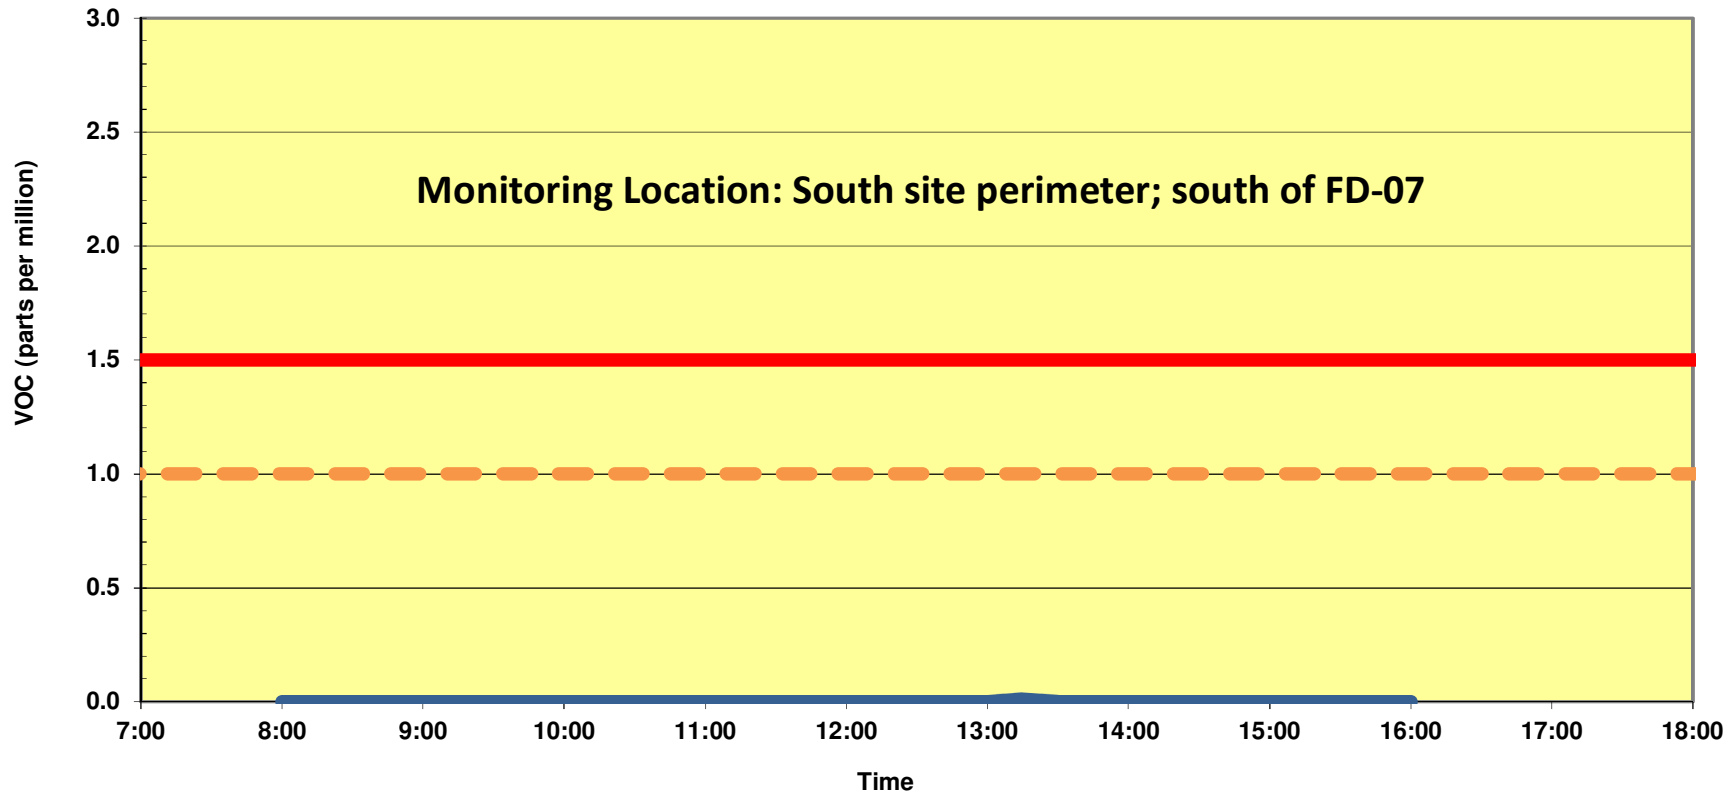 3.0
2.5
Monitoring Location: South site perimeter; south of FD-07
2.0
VOC (parts per million)
1.5
1.0
0.5
0.0
7:00 8:00 9:00 10:00 11:00 12:00 13:00 14:00 15:00 16:00 17:00 18:00
Time